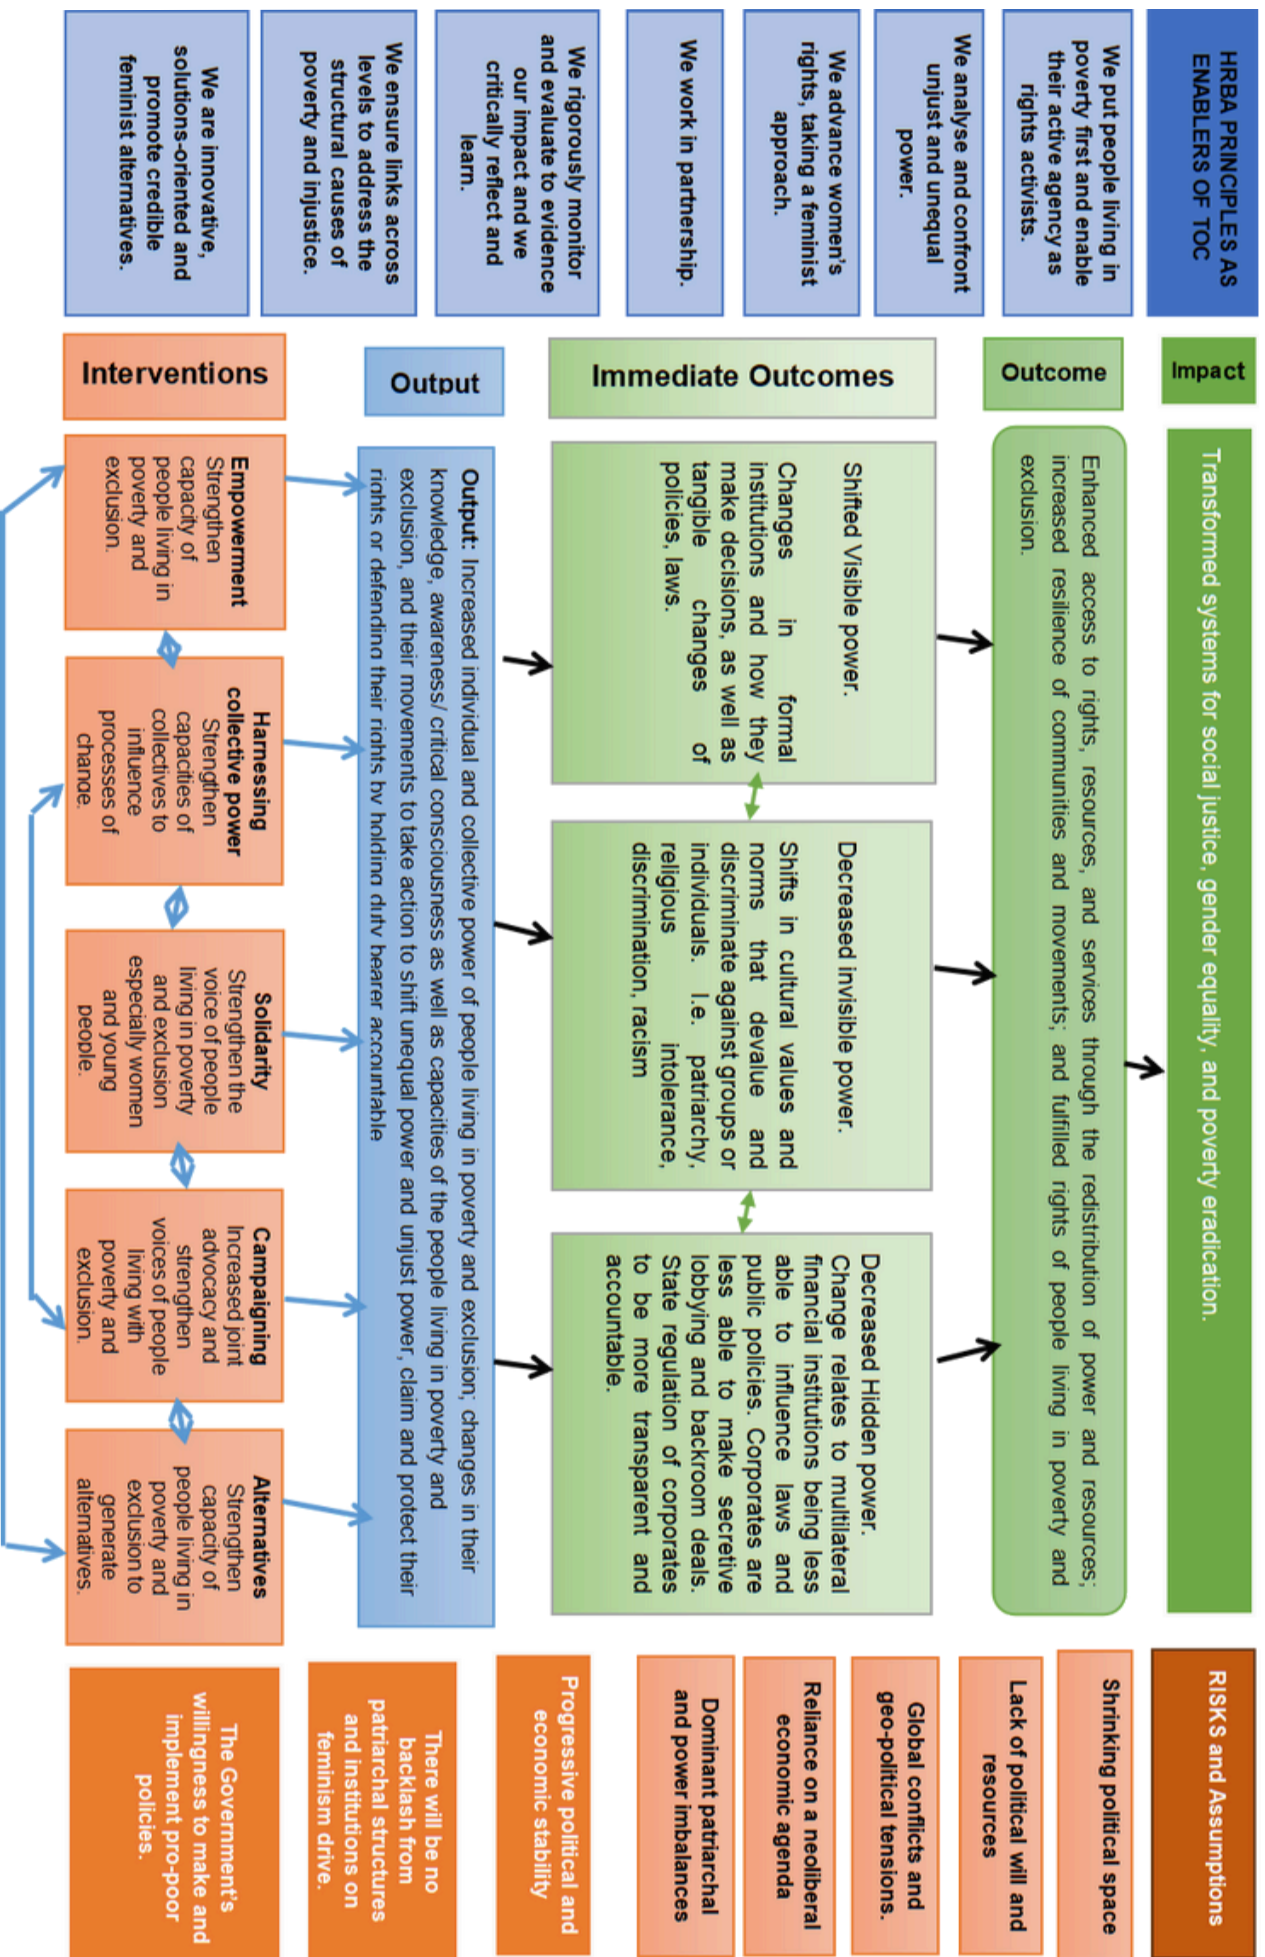 HRBA PRINCIPLES AS
ENABLERS OF TOC
We put people living in
poverty first and enable
their active agency as
rights activists.
We analyse and confront
unjust and unequal
power.
We advance women's
rights, taking a feminist
approach.
We work in partnership.
We rigorously monitor
and evaluate to evidence
our impact and we
critically reflect and
learn.
We ensure links across
levels to address the
structural causes of
poverty and injustice.
We are innovative,
solutions-oriented and
promote credible
feminist alternatives.
Impact
Transformed systems for social justice, gender equality, and poverty eradication.
Outcome
Enhanced access to rights, resources, and services through the redistribution of power and resources;
increased resilience of communities and movements; and fulfilled rights of people living in poverty and
exclusion.
Immediate Outcomes
Shifted Visible power.
Changes in formal
institutions and how they
make decisions, as well as
tangible changes of
policies, laws.
Decreased invisible power.
Shifts in cultural values and
norms that devalue and
discriminate against groups or
individuals. I.e. patriarchy,
religious intolerance,
discrimination, racism
Decreased Hidden power.
Change relates to multilateral
financial institutions being less
able to influence laws and
public policies. Corporates are
less able to make secretive
lobbying and backroom deals.
State regulation of corporates
to be more transparent and
accountable.
Output
Output: Increased individual and collective power of people living in poverty and exclusion; changes in their
knowledge, awareness/ critical consciousness as well as capacities of the people living in poverty and
exclusion, and their movements to take action to shift unequal power and unjust power, claim and protect their
rights or defending their rights by holding duty bearer accountable
Interventions
Empowerment
Strengthen
capacity of
people living in
poverty and
exclusion.
Harnessing
collective power
Strengthen
capacities of
collectives to
influence
processes of
change.
Solidarity
Strengthen the
voice of people
living in poverty
and exclusion
especially women
and young
people.
Campaigning
Increased joint
advocacy and
strengthen
voices of people
living with
poverty and
exclusion.
Alternatives
Strengthen
capacity of
people living in
poverty and
exclusion to
generate
alternatives.
RISKS and Assumptions
Shrinking political space
Lack of political will and
resources
Global conflicts and
geo-political tensions.
Reliance on a neoliberal
economic agenda
Dominant patriarchal
and power imbalances
Progressive political and
economic stability
There will be no
backlash from
patriarchal structures
and institutions on
feminism drive.
The Government's
willingness to make and
implement pro-poor
policies.